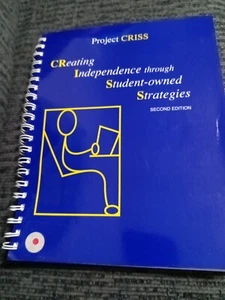 Project CRISS
CReating
Independence through
Student-owned
Strategies
SECOND EDITION